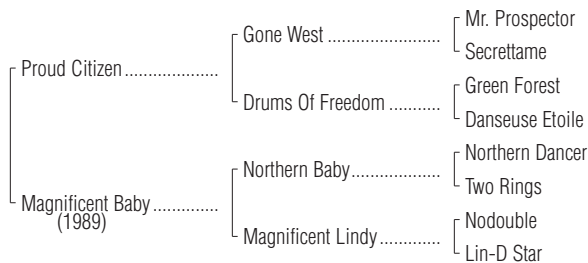 Mr. Prospector
Gone West
Secrettame
Proud Citizen
Green Forest
Drums Of Freedom
Danseuse Etoile
Northern Dancer
Northern Baby
Two Rings
Magnificent Baby
(1989)
Nodouble
Magnificent Lindy
Lin-D Star